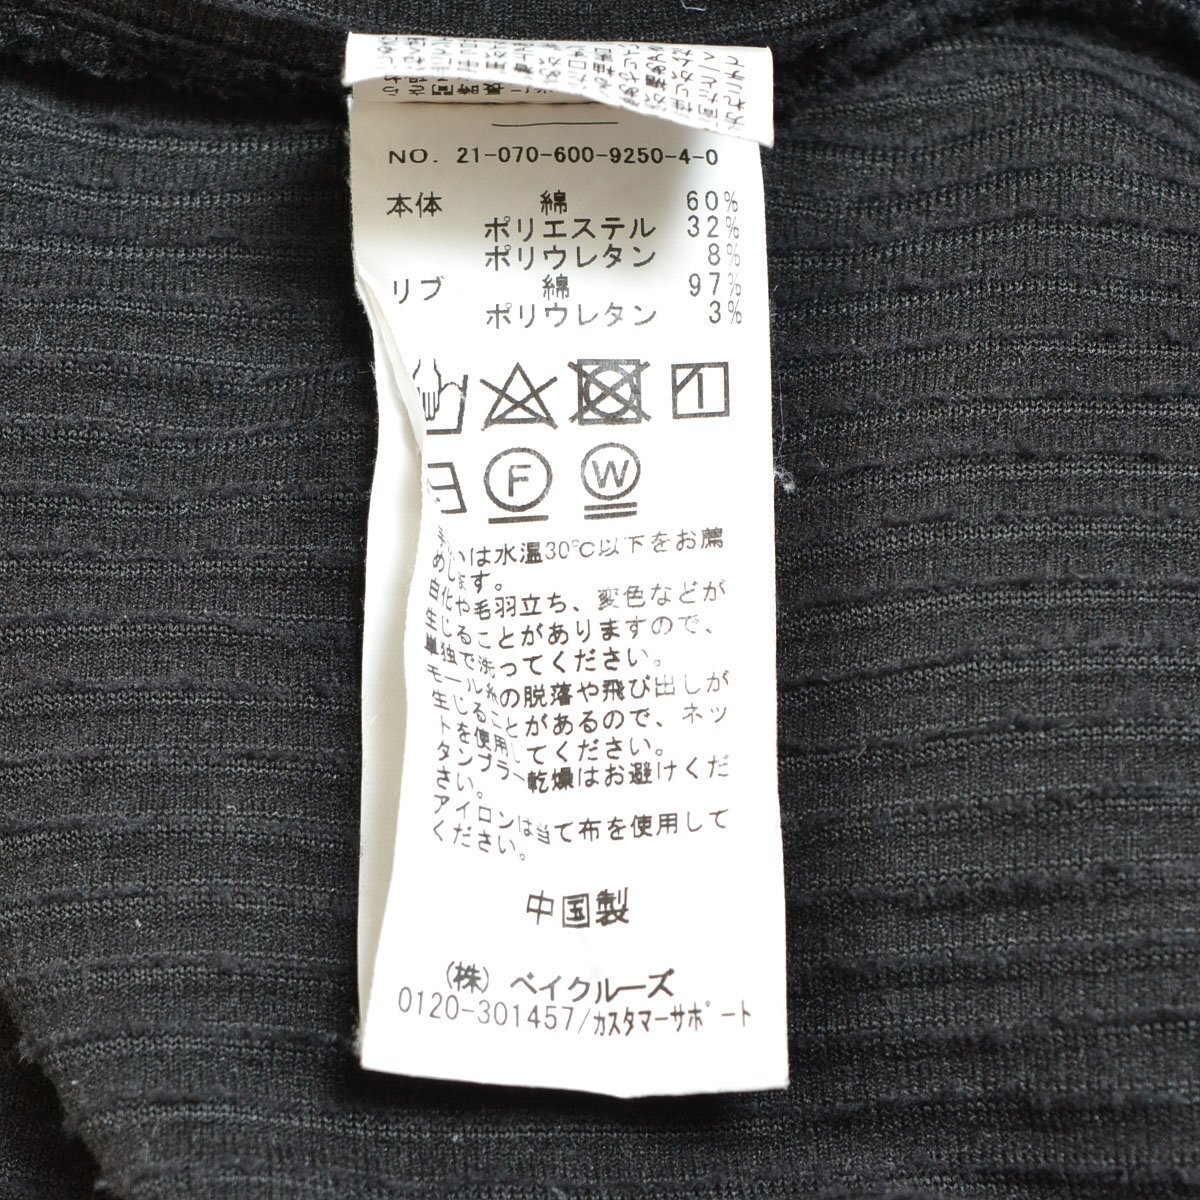 NO. 21-070-600-9250-4-0
本体 綿 60%
ポリエステル 32%
ポリウレタン 8%
リブ 綿 97%
ポリウレタン 3%
1
F W
いは水温30℃以下をお薦
めします。
白化や毛羽立ち、変色などが
生じることがありますので、
単独で洗ってください。
モール糸の脱落や飛び出しが
生じることがあるので、ネッ
トを使用してください。
タンブラー乾燥はお避けくだ
さい。
アイロンは当て布を使用して
ください。
中国製
(株)ベイクルーズ
0120-301457/カスタマーサポート